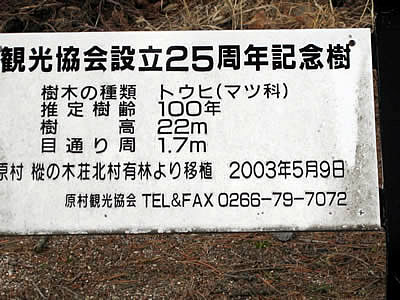 観光協会設立25周年記念樹
樹木の種類 トウヒ(マツ科)
推定樹齢 100年
樹 高 22m
目通り周 1.7m
原村 樅の木荘北村有林より移植 2003年5月9日
原村観光協会 TEL&FAX 0266-79-7072